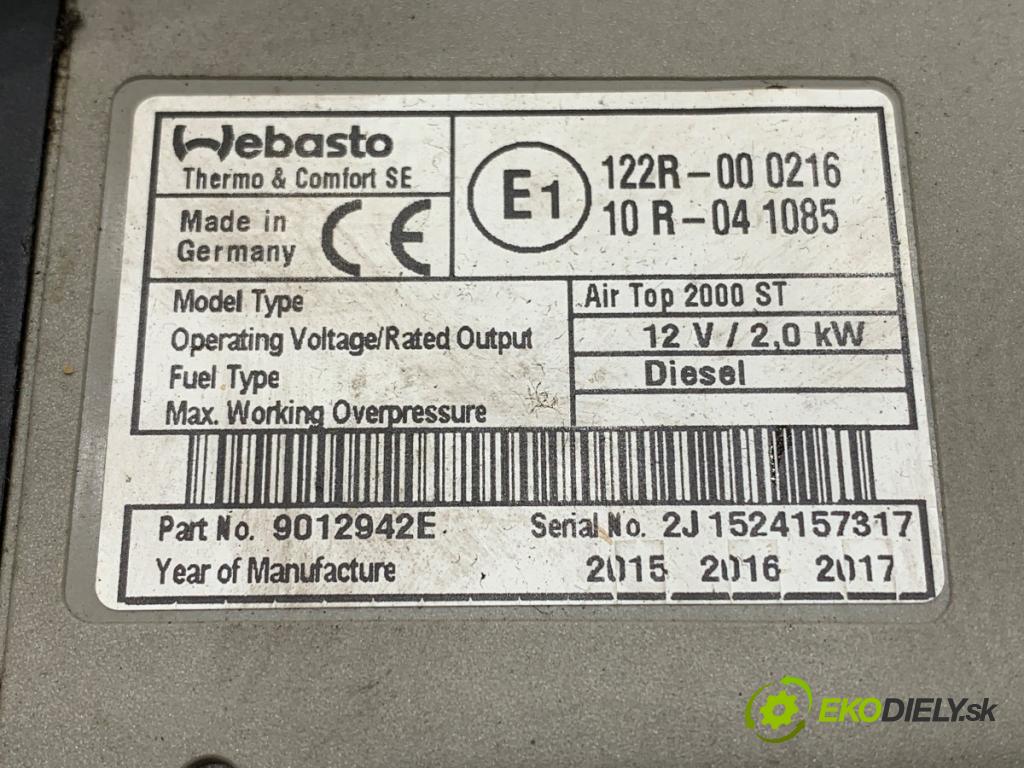 Webasto
Thermo & Comfort SE
Made in
Germany
CE
E1
122R-00 0216
10 R-04 1085
Model Type Air Top 2000 ST
Operating Voltage/Rated Output 12 V / 2,0 kW
Fuel Type Diesel
Max. Working Overpressure
Part No. 9012942E Serial No. 2J 1524157317
Year of Manufacture 2015 2016 2017
EKODIELY.sk